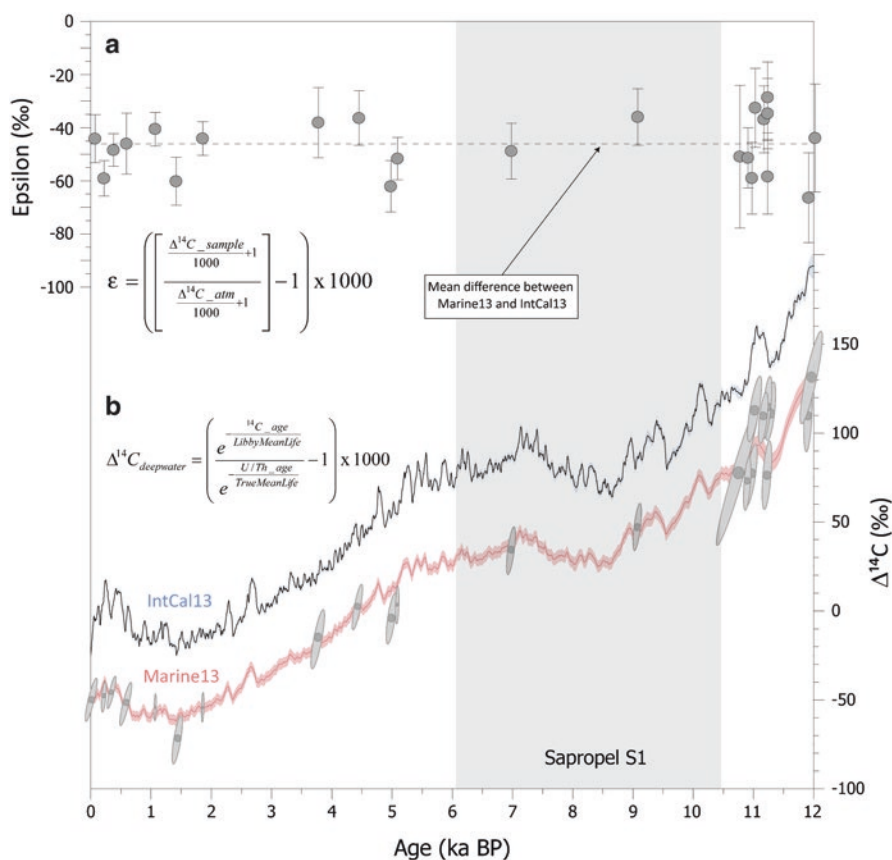 a
0
-20
-40
-60
-80
-100
Epsilon (‰)
ε = ( [ (Δ¹⁴C_sample / 1000 +1) / (Δ¹⁴C_atm / 1000 +1) ] −1 ) x 1000
Mean difference between
Marine13 and IntCal13
b
Δ¹⁴C_deepwater = ( e^(−¹⁴C_age / LibbyMeanLife) / e^(−U/Th_age / TrueMeanLife) −1 ) x 1000
150
100
50
0
-50
-100
Δ¹⁴C (‰)
IntCal13
Marine13
Sapropel S1
0 1 2 3 4 5 6 7 8 9 10 11 12
Age (ka BP)